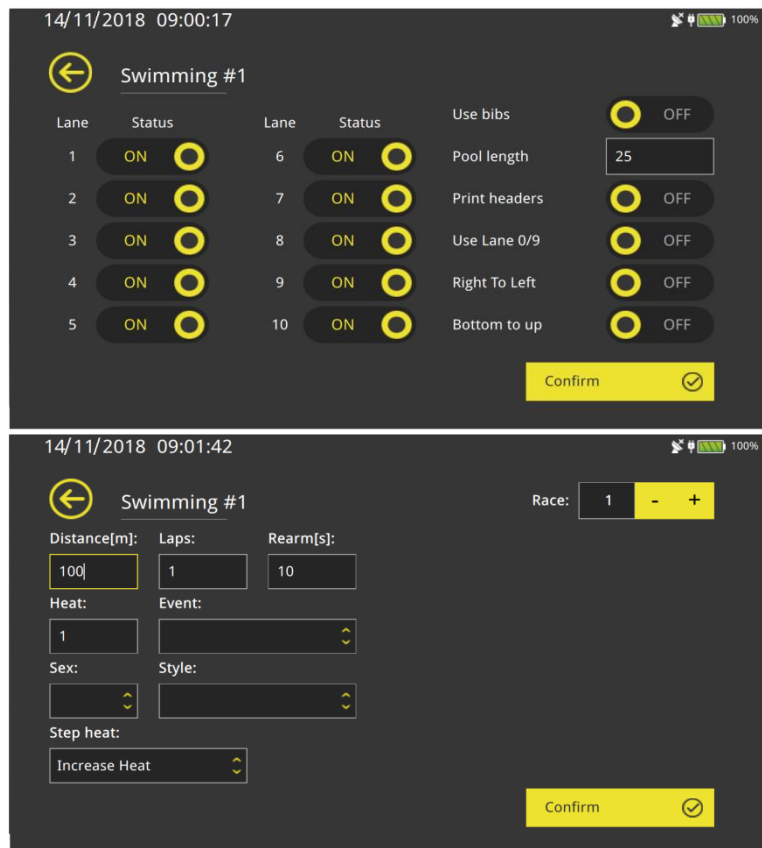 14/11/2018 09:00:17 100%
Swimming #1
Lane Status Lane Status Use bibs OFF
1 ON 6 ON Pool length 25
2 ON 7 ON Print headers OFF
3 ON 8 ON Use Lane 0/9 OFF
4 ON 9 ON Right To Left OFF
5 ON 10 ON Bottom to up OFF
Confirm
14/11/2018 09:01:42 100%
Swimming #1 Race: 1 - +
Distance[m]: Laps: Rearm[s]:
100 1 10
Heat: Event:
1
Sex: Style:
Step heat:
Increase Heat
Confirm